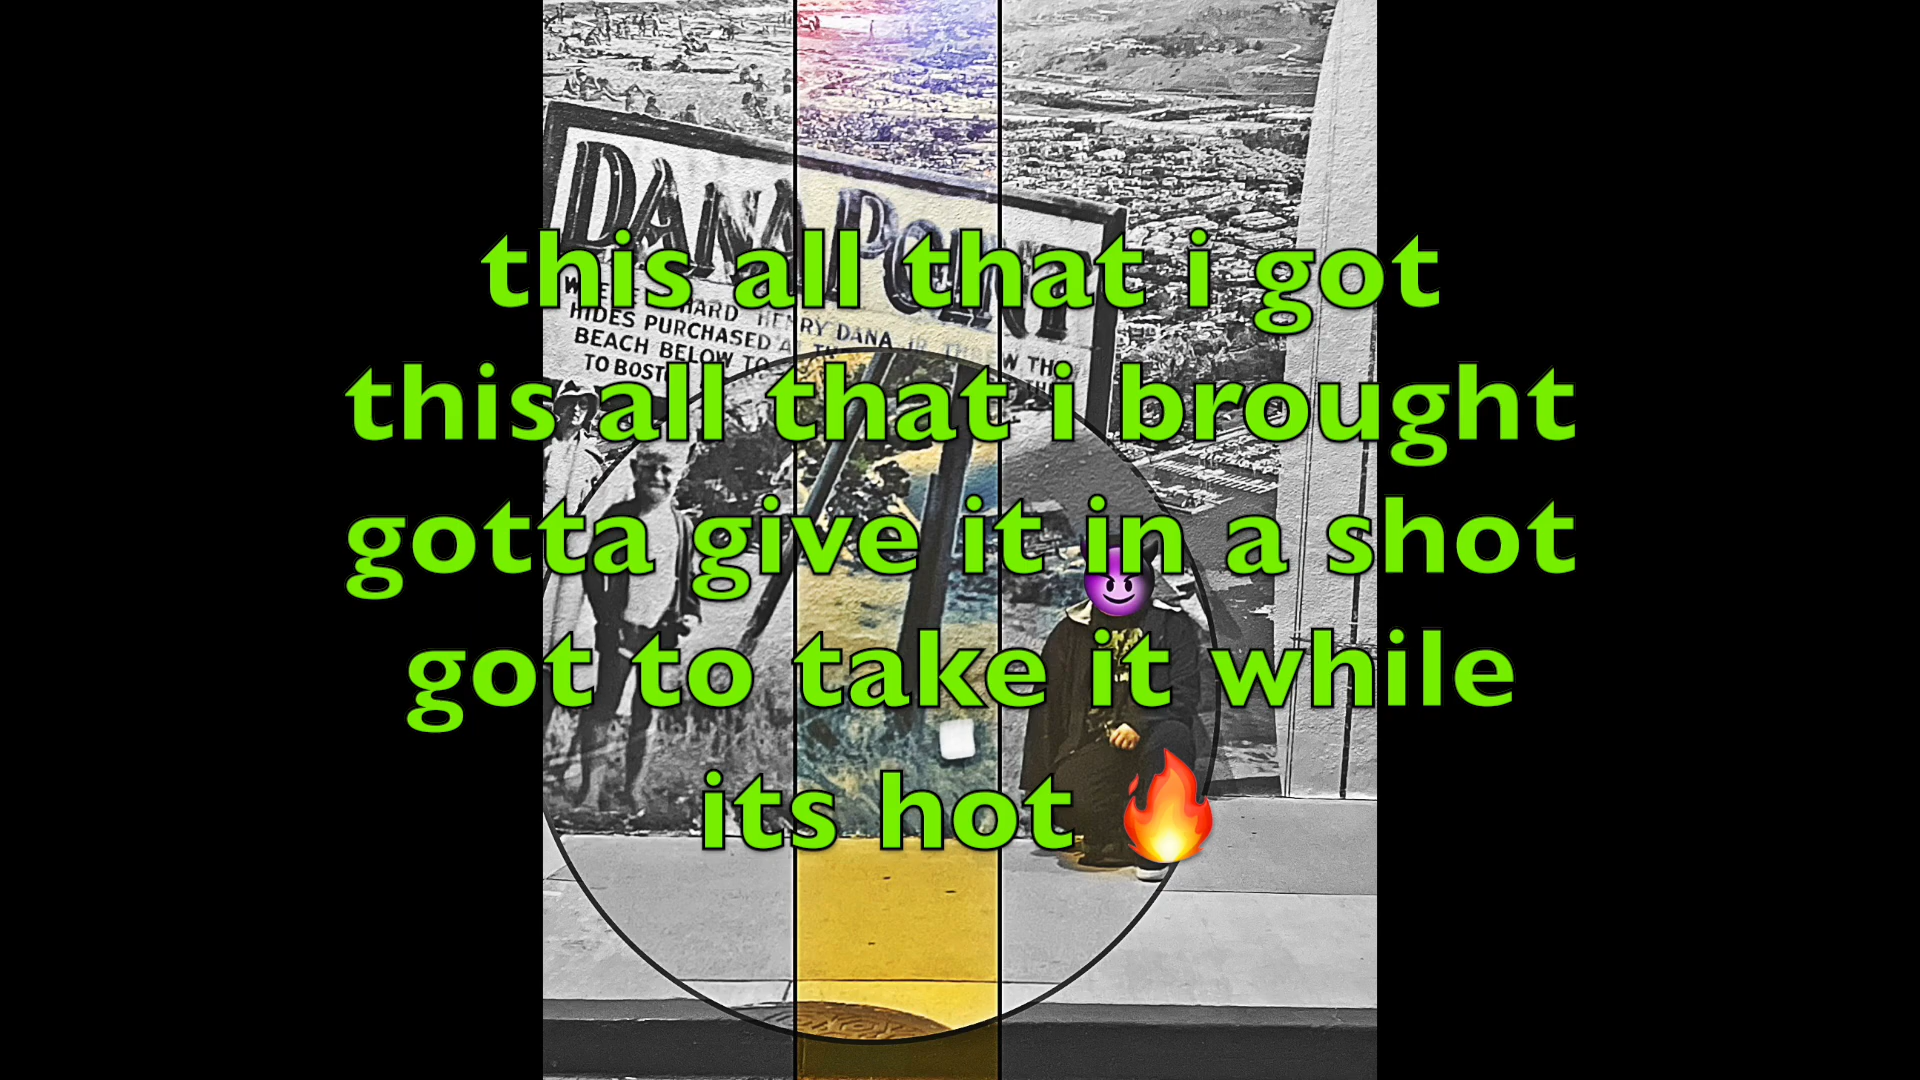 DANA POINT
HENRY DANA JR.
HIDES PURCHASED
BEACH BELOW TO
this all that i got
this all that i brought
gotta give it in a shot
got to take it while
its hot 🔥